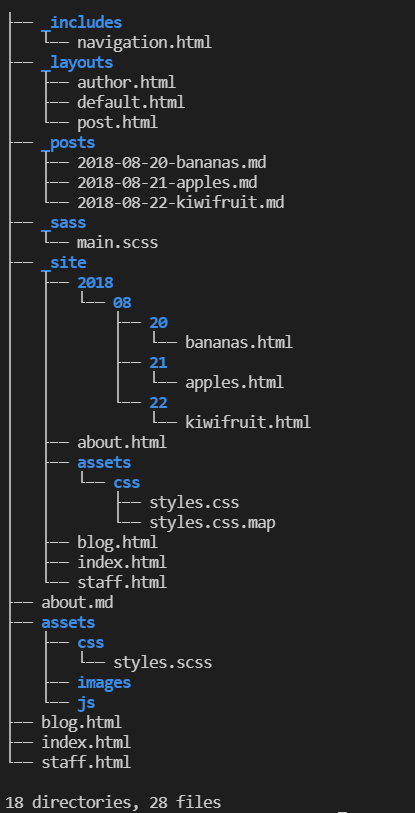 ├── _includes
│   └── navigation.html
├── _layouts
│   ├── author.html
│   ├── default.html
│   └── post.html
├── _posts
│   ├── 2018-08-20-bananas.md
│   ├── 2018-08-21-apples.md
│   └── 2018-08-22-kiwifruit.md
├── _sass
│   └── main.scss
├── _site
│   ├── 2018
│   │   └── 08
│   │       ├── 20
│   │       │   └── bananas.html
│   │       ├── 21
│   │       │   └── apples.html
│   │       └── 22
│   │           └── kiwifruit.html
│   ├── about.html
│   ├── assets
│   │   └── css
│   │       ├── styles.css
│   │       └── styles.css.map
│   ├── blog.html
│   ├── index.html
│   └── staff.html
├── about.md
├── assets
│   ├── css
│   │   └── styles.scss
│   ├── images
│   └── js
├── blog.html
├── index.html
└── staff.html
18 directories, 28 files